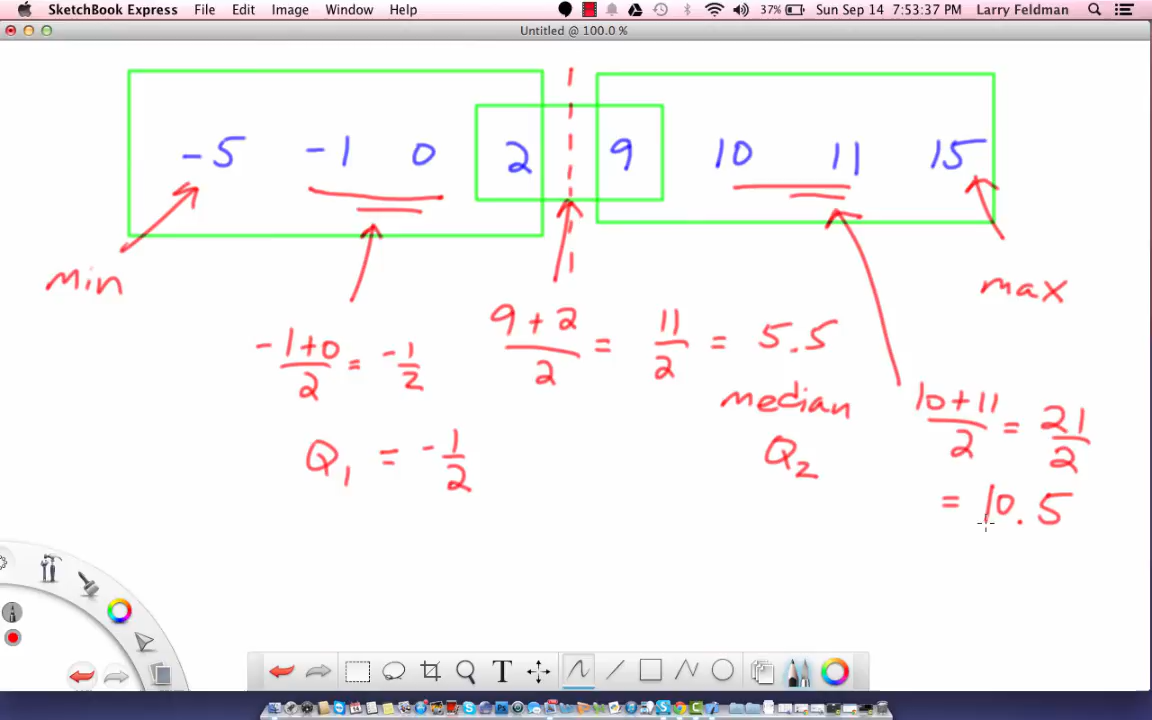 SketchBook Express File Edit Image Window Help 37% Sun Sep 14 7:53:37 PM Larry Feldman
Untitled @ 100.0 %
-5 -1 0 2 9 10 11 15
min
max
-1+0/2 = -1/2
9+2/2 = 11/2 = 5.5
median
Q2
10+11/2 = 21/2
= 10.5
Q1 = -1/2
T